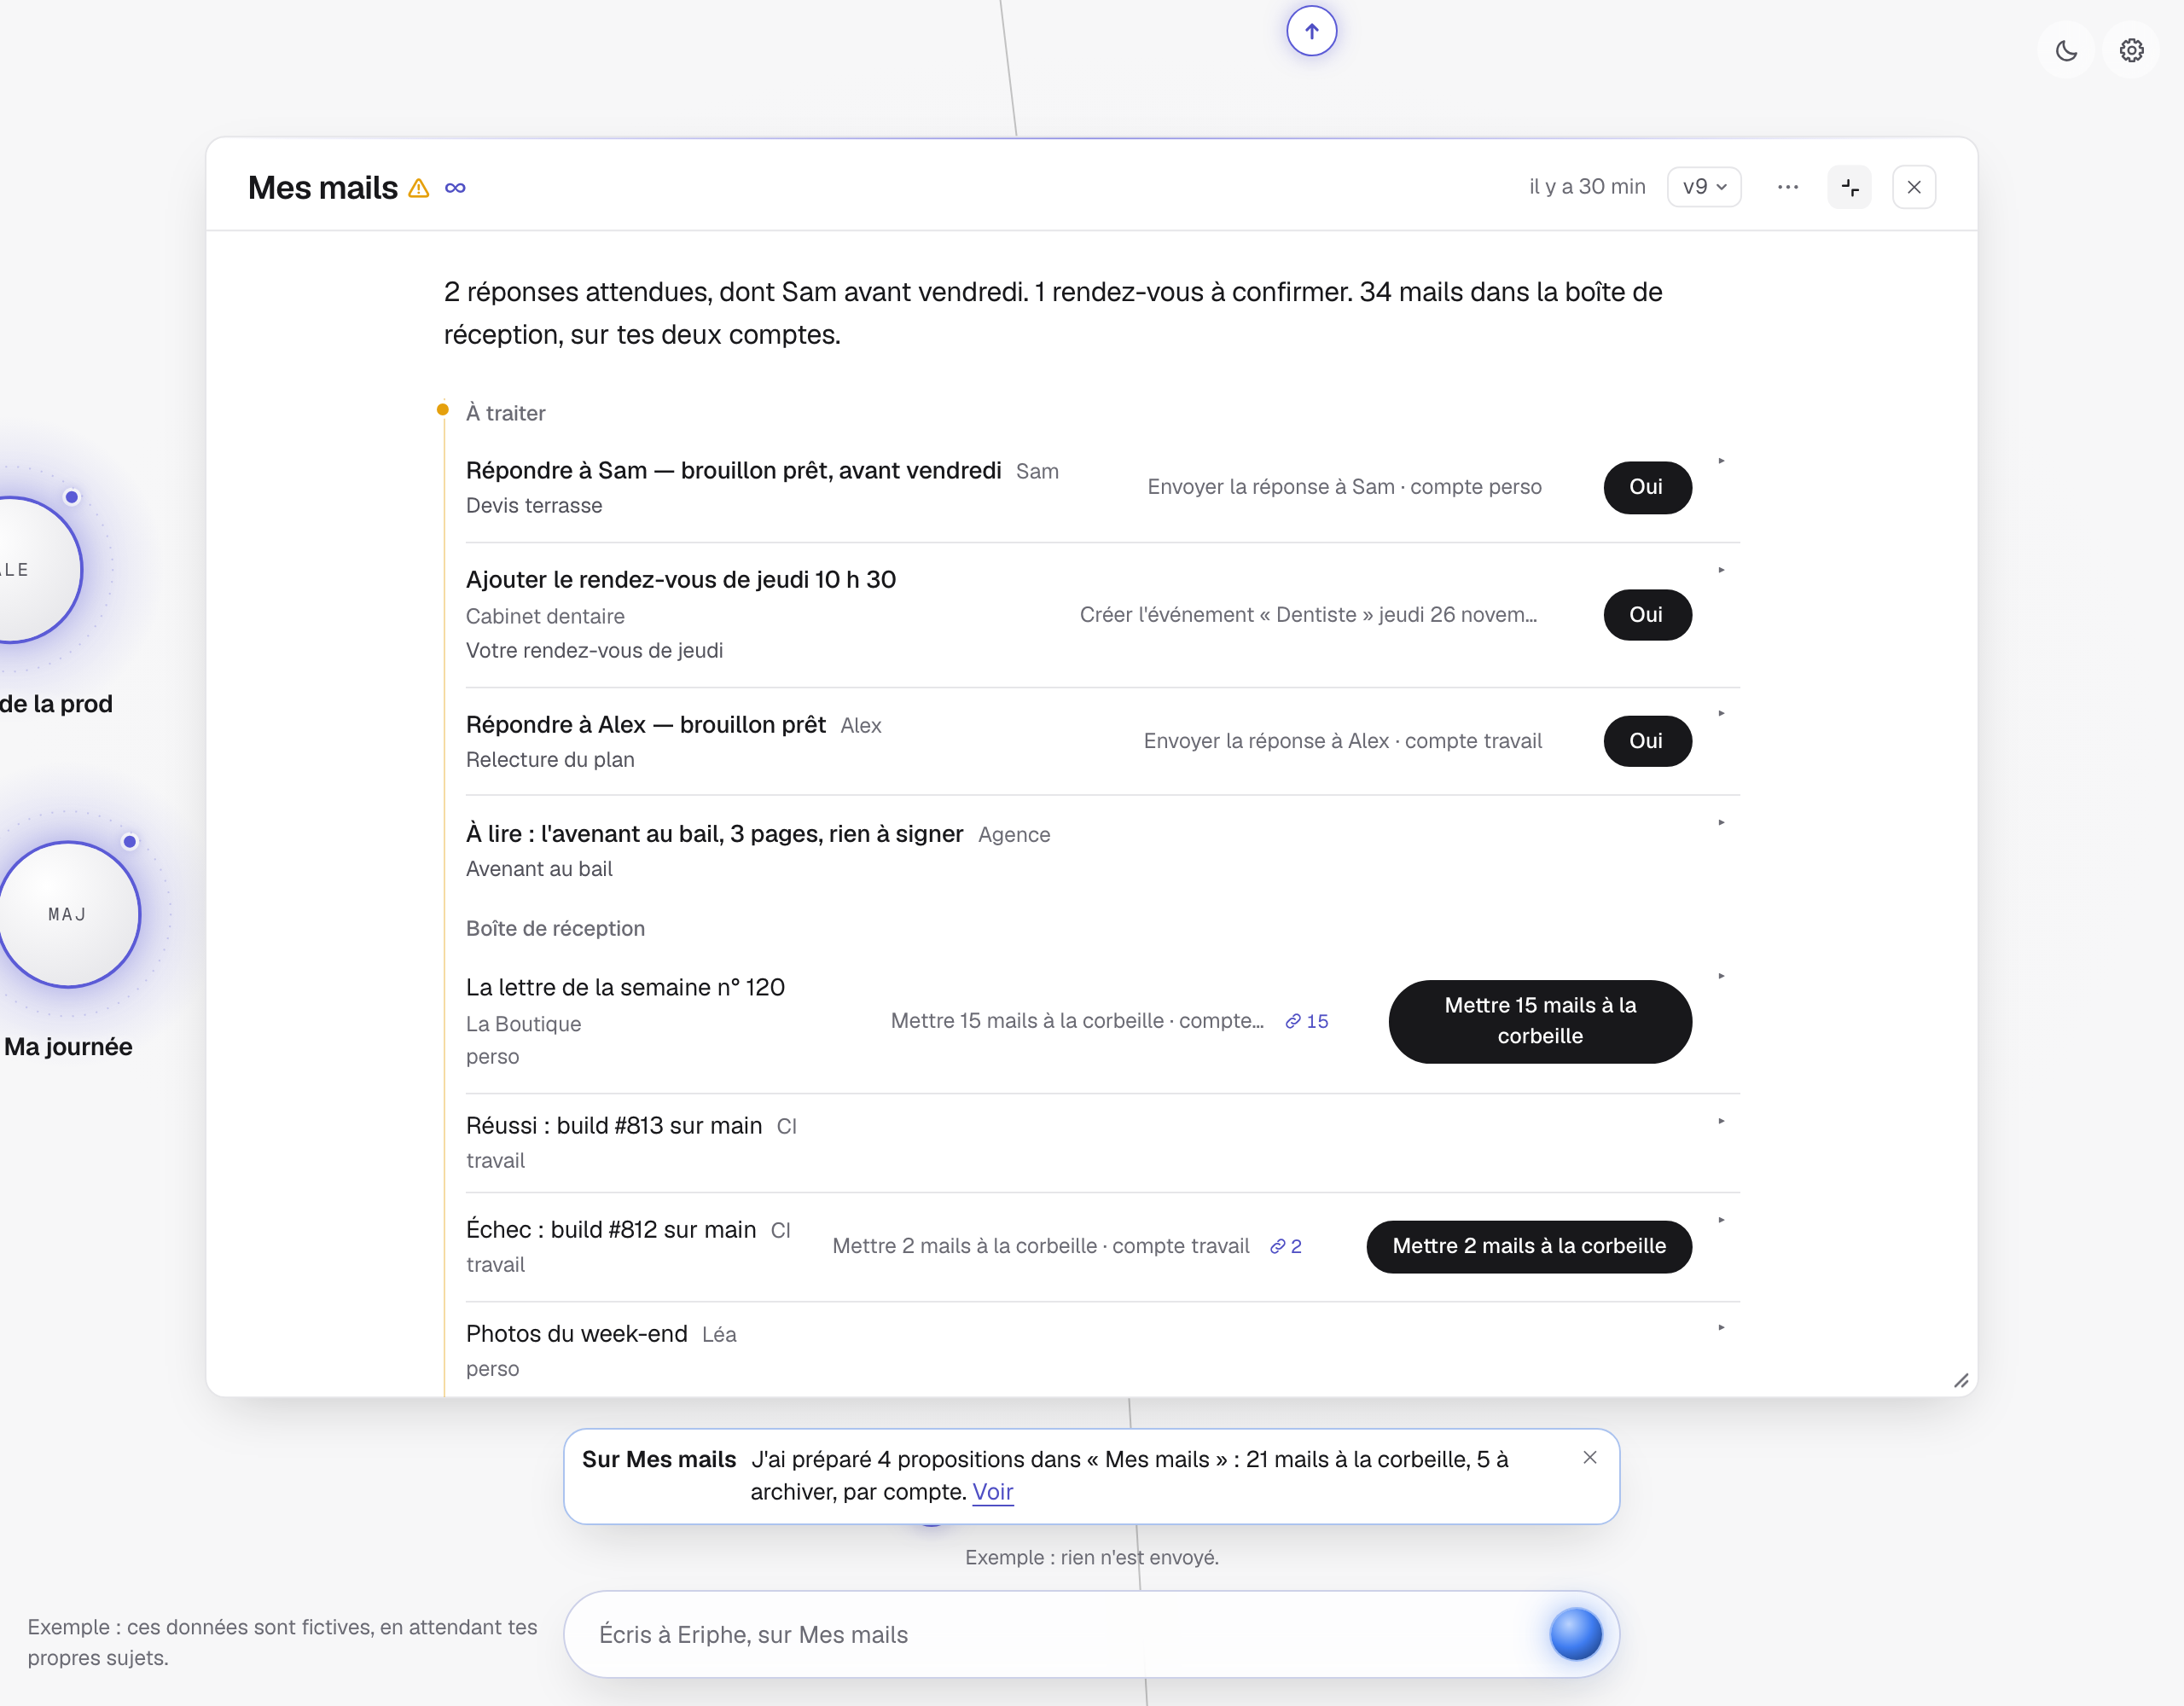 Mes mails
il y a 30 min
v9
2 réponses attendues, dont Sam avant vendredi. 1 rendez-vous à confirmer. 34 mails dans la boîte de
réception, sur tes deux comptes.
À traiter
Répondre à Sam — brouillon prêt, avant vendredi Sam
Devis terrasse
Envoyer la réponse à Sam · compte perso
Oui
Ajouter le rendez-vous de jeudi 10 h 30
Cabinet dentaire
Votre rendez-vous de jeudi
Créer l'événement « Dentiste » jeudi 26 novem…
Oui
Répondre à Alex — brouillon prêt Alex
Relecture du plan
Envoyer la réponse à Alex · compte travail
Oui
À lire : l'avenant au bail, 3 pages, rien à signer Agence
Avenant au bail
Boîte de réception
La lettre de la semaine n° 120
La Boutique
perso
Mettre 15 mails à la corbeille · compte… 15
Mettre 15 mails à la
corbeille
Réussi : build #813 sur main CI
travail
Échec : build #812 sur main CI
travail
Mettre 2 mails à la corbeille · compte travail 2
Mettre 2 mails à la corbeille
Photos du week-end Léa
perso
LE
de la prod
MAJ
Ma journée
Sur Mes mails J'ai préparé 4 propositions dans « Mes mails » : 21 mails à la corbeille, 5 à
archiver, par compte. Voir
Exemple : rien n'est envoyé.
Écris à Eriphe, sur Mes mails
Exemple : ces données sont fictives, en attendant tes
propres sujets.